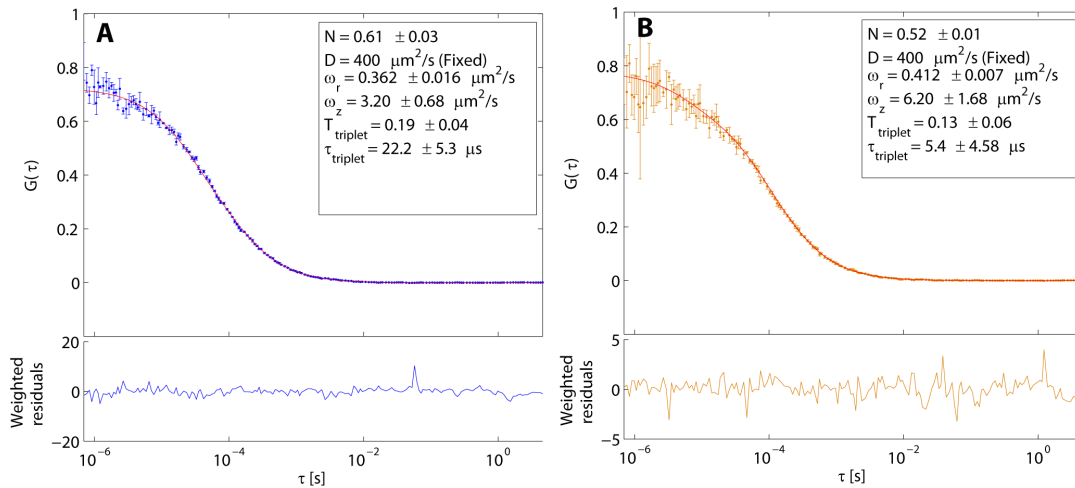 A
N = 0.61 ± 0.03
D = 400 μm²/s (Fixed)
ω_r = 0.362 ± 0.016 μm²/s
ω_z = 3.20 ± 0.68 μm²/s
T_triplet = 0.19 ± 0.04
τ_triplet = 22.2 ± 5.3 μs
1
0.8
0.6
0.4
0.2
0
G(τ)
20
0
−20
Weighted
residuals
10⁻⁶
10⁻⁴
10⁻²
10⁰
τ [s]
B
N = 0.52 ± 0.01
D = 400 μm²/s (Fixed)
ω_r = 0.412 ± 0.007 μm²/s
ω_z = 6.20 ± 1.68 μm²/s
T_triplet = 0.13 ± 0.06
τ_triplet = 5.4 ± 4.58 μs
1
0.8
0.6
0.4
0.2
0
G(τ)
5
0
−5
Weighted
residuals
10⁻⁶
10⁻⁴
10⁻²
10⁰
τ [s]